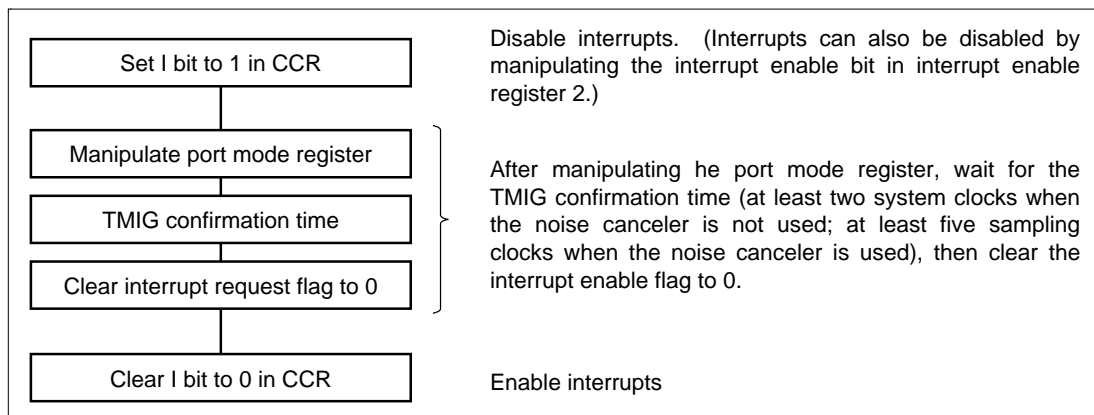 Set I bit to 1 in CCR
Disable interrupts. (Interrupts can also be disabled by
manipulating the interrupt enable bit in interrupt enable
register 2.)
Manipulate port mode register
TMIG confirmation time
Clear interrupt request flag to 0
After manipulating he port mode register, wait for the
TMIG confirmation time (at least two system clocks when
the noise canceler is not used; at least five sampling
clocks when the noise canceler is used), then clear the
interrupt enable flag to 0.
Clear I bit to 0 in CCR
Enable interrupts